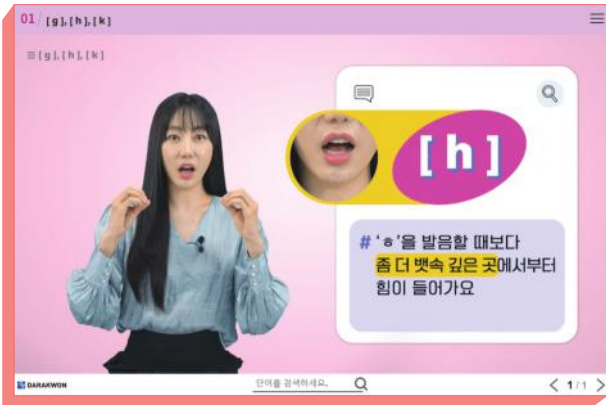 01 / [g],[h],[k]
[g],[h],[k]
[h]
# 'ㅎ'을 발음할 때보다
좀 더 뱃속 깊은 곳에서부터
힘이 들어가요
DARAKWON
단어를 검색하세요.
1 / 1